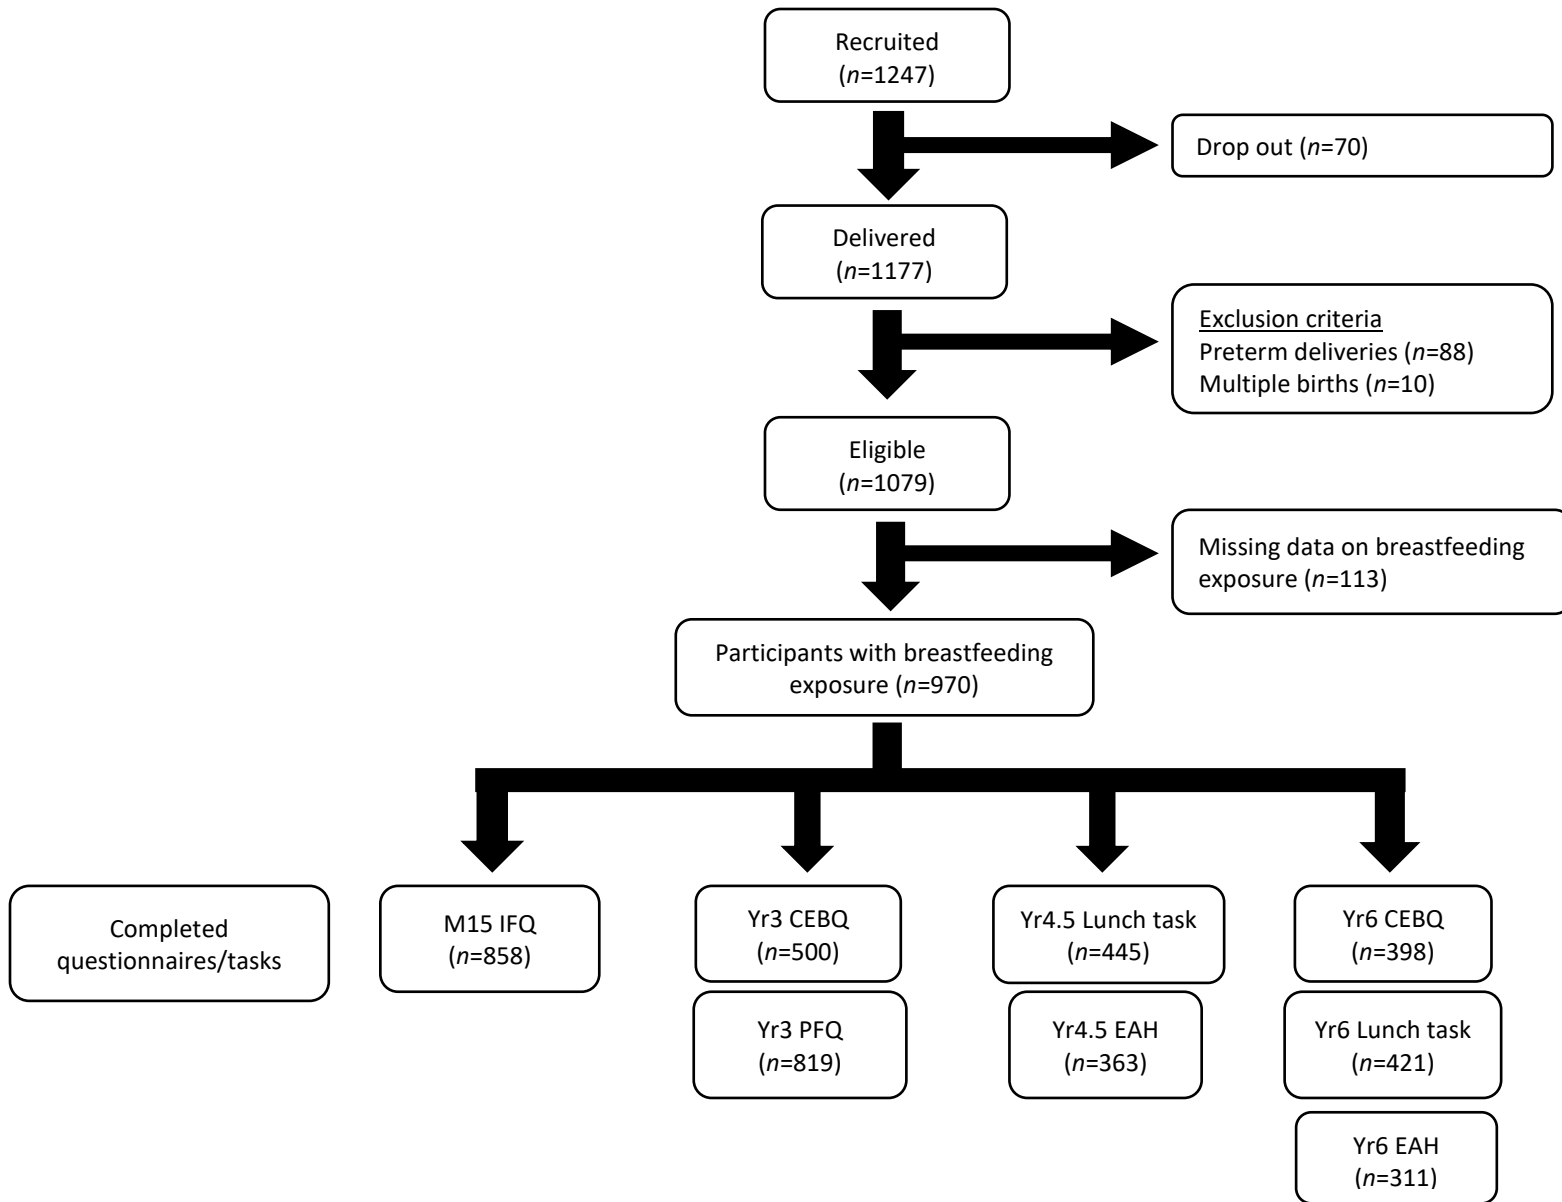 Recruited
(n=1247)
Drop out (n=70)
Delivered
(n=1177)
Exclusion criteria
Preterm deliveries (n=88)
Multiple births (n=10)
Eligible
(n=1079)
Missing data on breastfeeding
exposure (n=113)
Participants with breastfeeding
exposure (n=970)
Completed
questionnaires/tasks
M15 IFQ
(n=858)
Yr3 CEBQ
(n=500)
Yr4.5 Lunch task
(n=445)
Yr6 CEBQ
(n=398)
Yr3 PFQ
(n=819)
Yr4.5 EAH
(n=363)
Yr6 Lunch task
(n=421)
Yr6 EAH
(n=311)